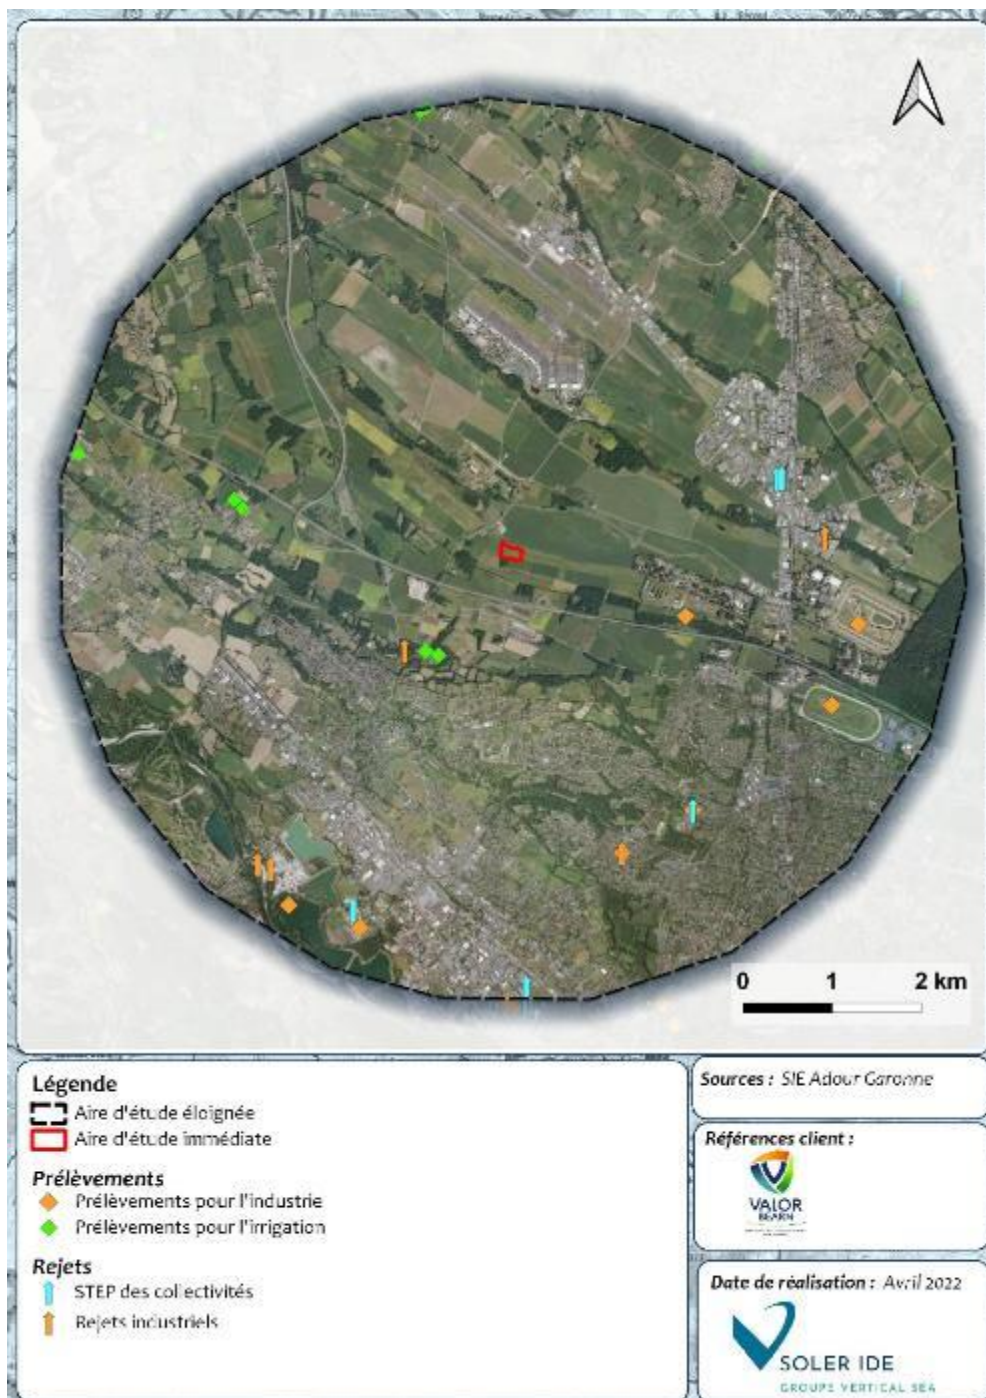 0 1 2 km
Légende
Aire d'étude éloignée
Aire d'étude immédiate
Prélèvements
Prélèvements pour l'industrie
Prélèvements pour l'irrigation
Rejets
STEP des collectivités
Rejets industriels
Sources : SIE Adour Garonne
Références client :
VALOR
BÉARN
Date de réalisation : Avril 2022
SOLER IDE
GROUPE VERTICAL SEA